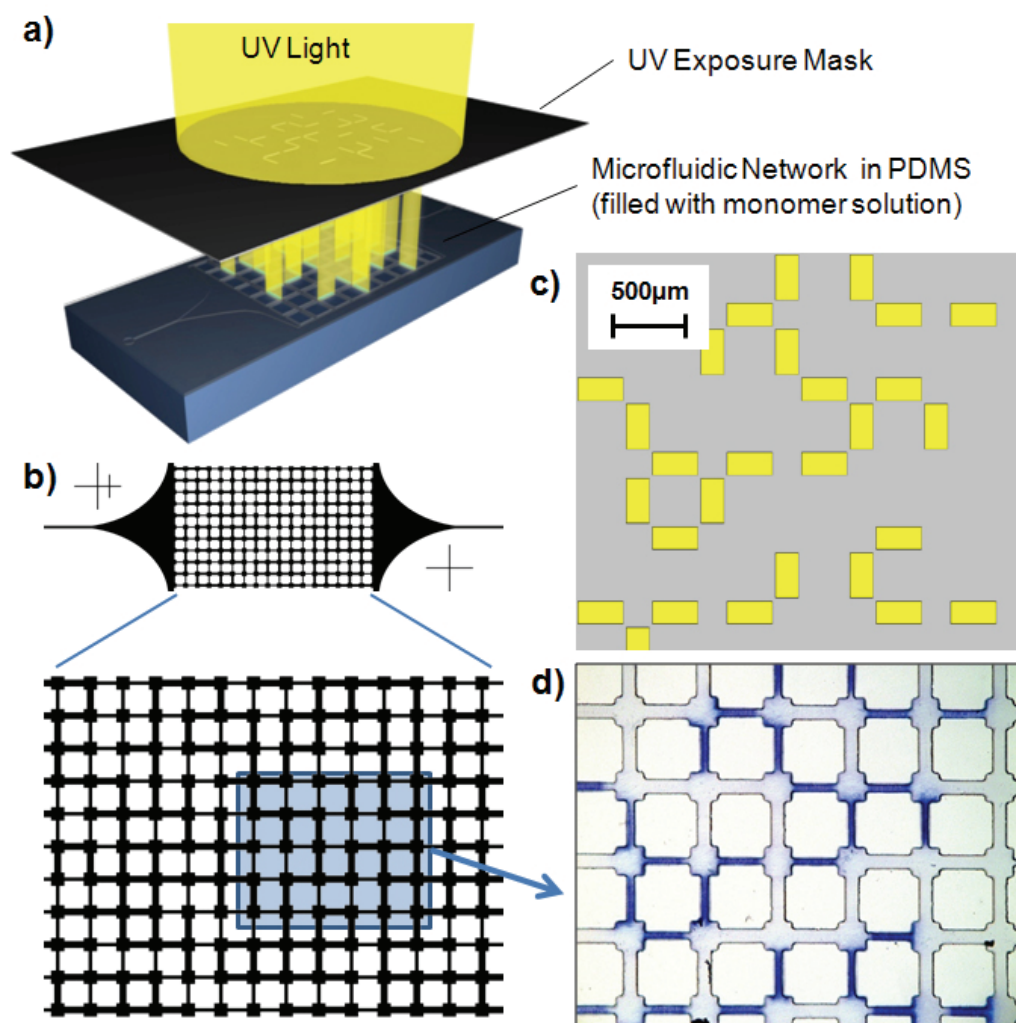 a)
UV Light
UV Exposure Mask
Microfluidic Network in PDMS
(filled with monomer solution)
c)
500μm
b)
d)